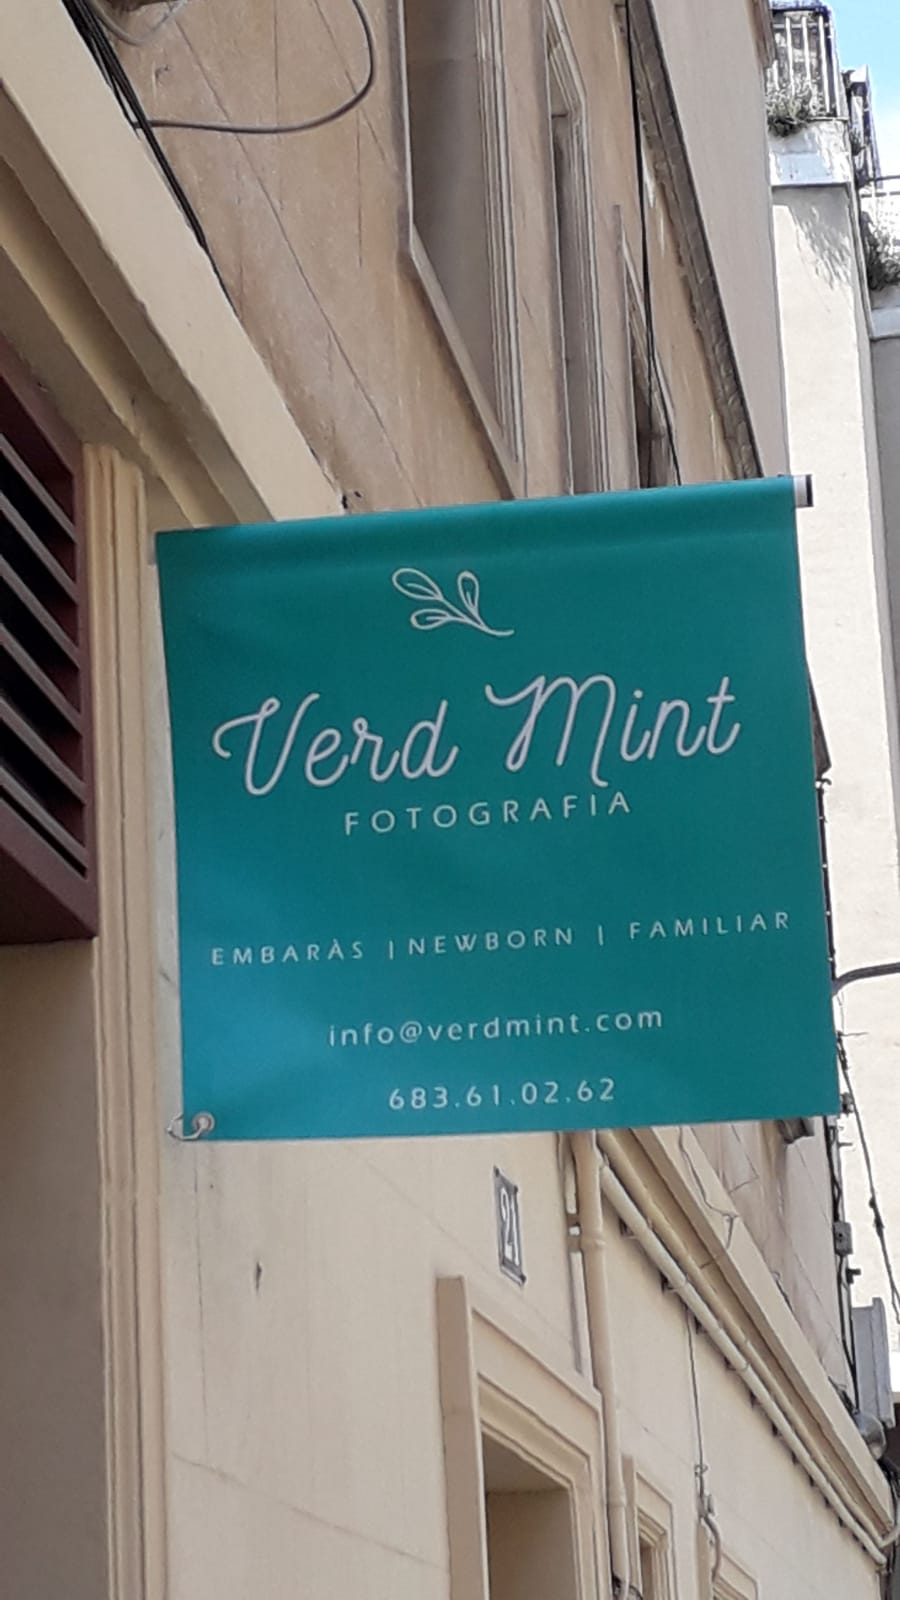 Verd Mint
FOTOGRAFIA
EMBARÀS | NEWBORN | FAMILIAR
info@verdmint.com
683.61.02.62
21